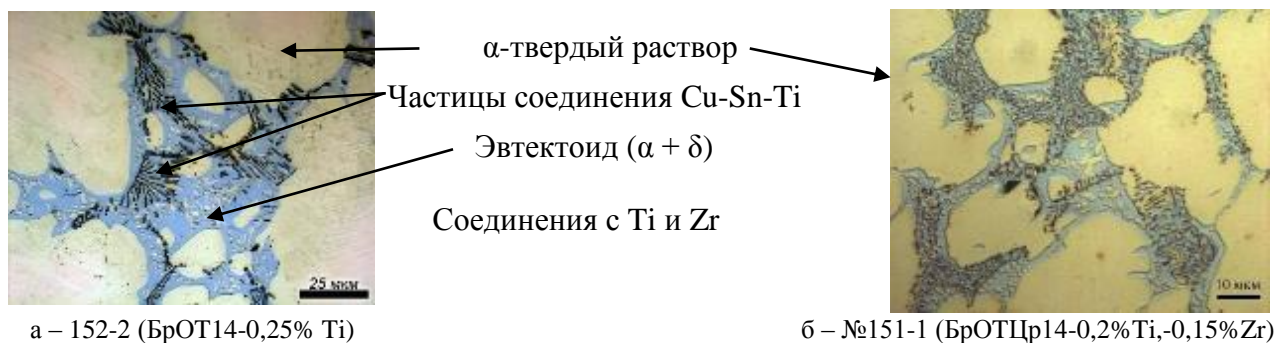 α-твердый раствор
Частицы соединения Cu-Sn-Ti
Эвтектоид (α + δ)
Соединения с Ti и Zr
25 мкм
10 мкм
а – 152-2 (БрОТ14-0,25% Ti)
б – №151-1 (БрОТЦр14-0,2%Ti,-0,15%Zr)